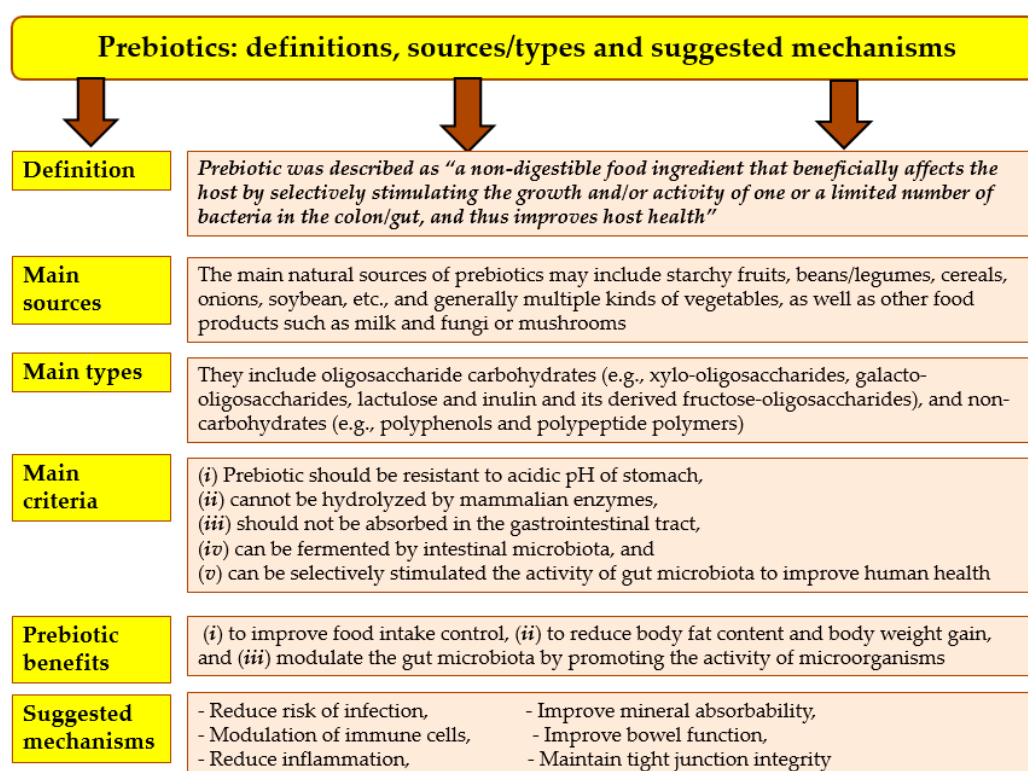 Prebiotics: definitions, sources/types and suggested mechanisms
Definition
Prebiotic was described as “a non-digestible food ingredient that beneficially affects the
host by selectively stimulating the growth and/or activity of one or a limited number of
bacteria in the colon/gut, and thus improves host health”
Main
sources
The main natural sources of prebiotics may include starchy fruits, beans/legumes, cereals,
onions, soybean, etc., and generally multiple kinds of vegetables, as well as other food
products such as milk and fungi or mushrooms
Main types
They include oligosaccharide carbohydrates (e.g., xylo-oligosaccharides, galacto-
oligosaccharides, lactulose and inulin and its derived fructose-oligosaccharides), and non-
carbohydrates (e.g., polyphenols and polypeptide polymers)
Main
criteria
(i) Prebiotic should be resistant to acidic pH of stomach,
(ii) cannot be hydrolyzed by mammalian enzymes,
(iii) should not be absorbed in the gastrointestinal tract,
(iv) can be fermented by intestinal microbiota, and
(v) can be selectively stimulated the activity of gut microbiota to improve human health
Prebiotic
benefits
(i) to improve food intake control, (ii) to reduce body fat content and body weight gain,
and (iii) modulate the gut microbiota by promoting the activity of microorganisms
Suggested
mechanisms
- Reduce risk of infection, - Improve mineral absorbability,
- Modulation of immune cells, - Improve bowel function,
- Reduce inflammation, - Maintain tight junction integrity